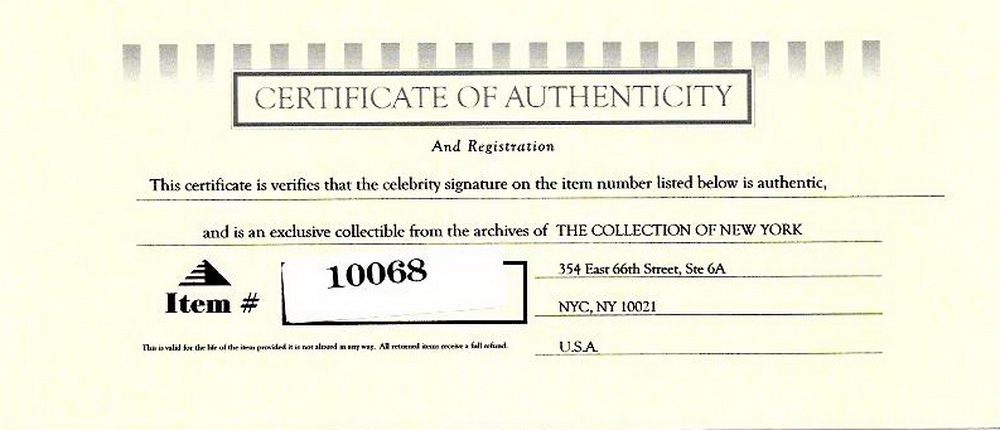 CERTIFICATE OF AUTHENTICITY
And Registration
This certificate is verifies that the celebrity signature on the item number listed below is authentic,
and is an exclusive collectible from the archives of THE COLLECTION OF NEW YORK
Item # 10068
This is valid for the life of the item provided it is not altered in any way. All returned items receive a full refund.
354 East 66th Street, Ste 6A
NYC, NY 10021
U.S.A.